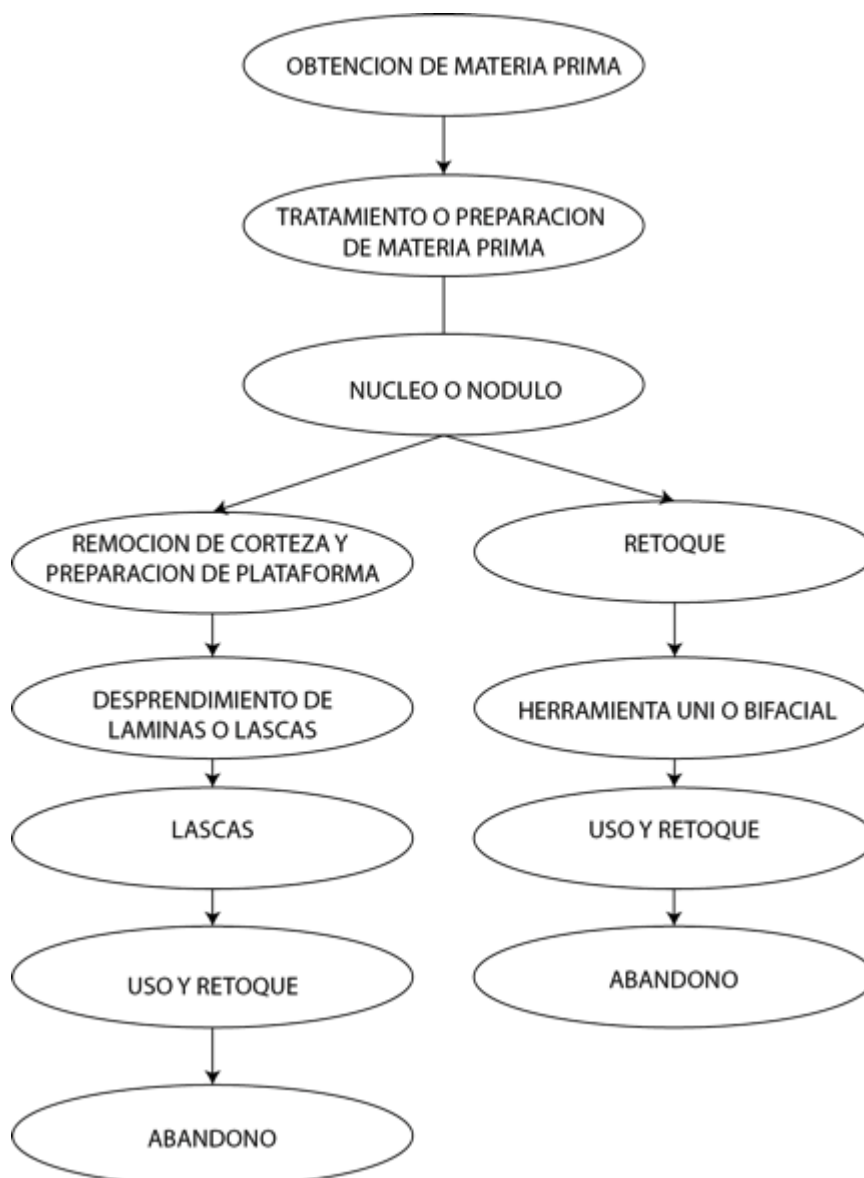 OBTENCION DE MATERIA PRIMA
TRATAMIENTO O PREPARACION
DE MATERIA PRIMA
NUCLEO O NODULO
REMOCION DE CORTEZA Y
PREPARACION DE PLATAFORMA
DESPRENDIMIENTO DE
LAMINAS O LASCAS
LASCAS
USO Y RETOQUE
ABANDONO
RETOQUE
HERRAMIENTA UNI O BIFACIAL
USO Y RETOQUE
ABANDONO